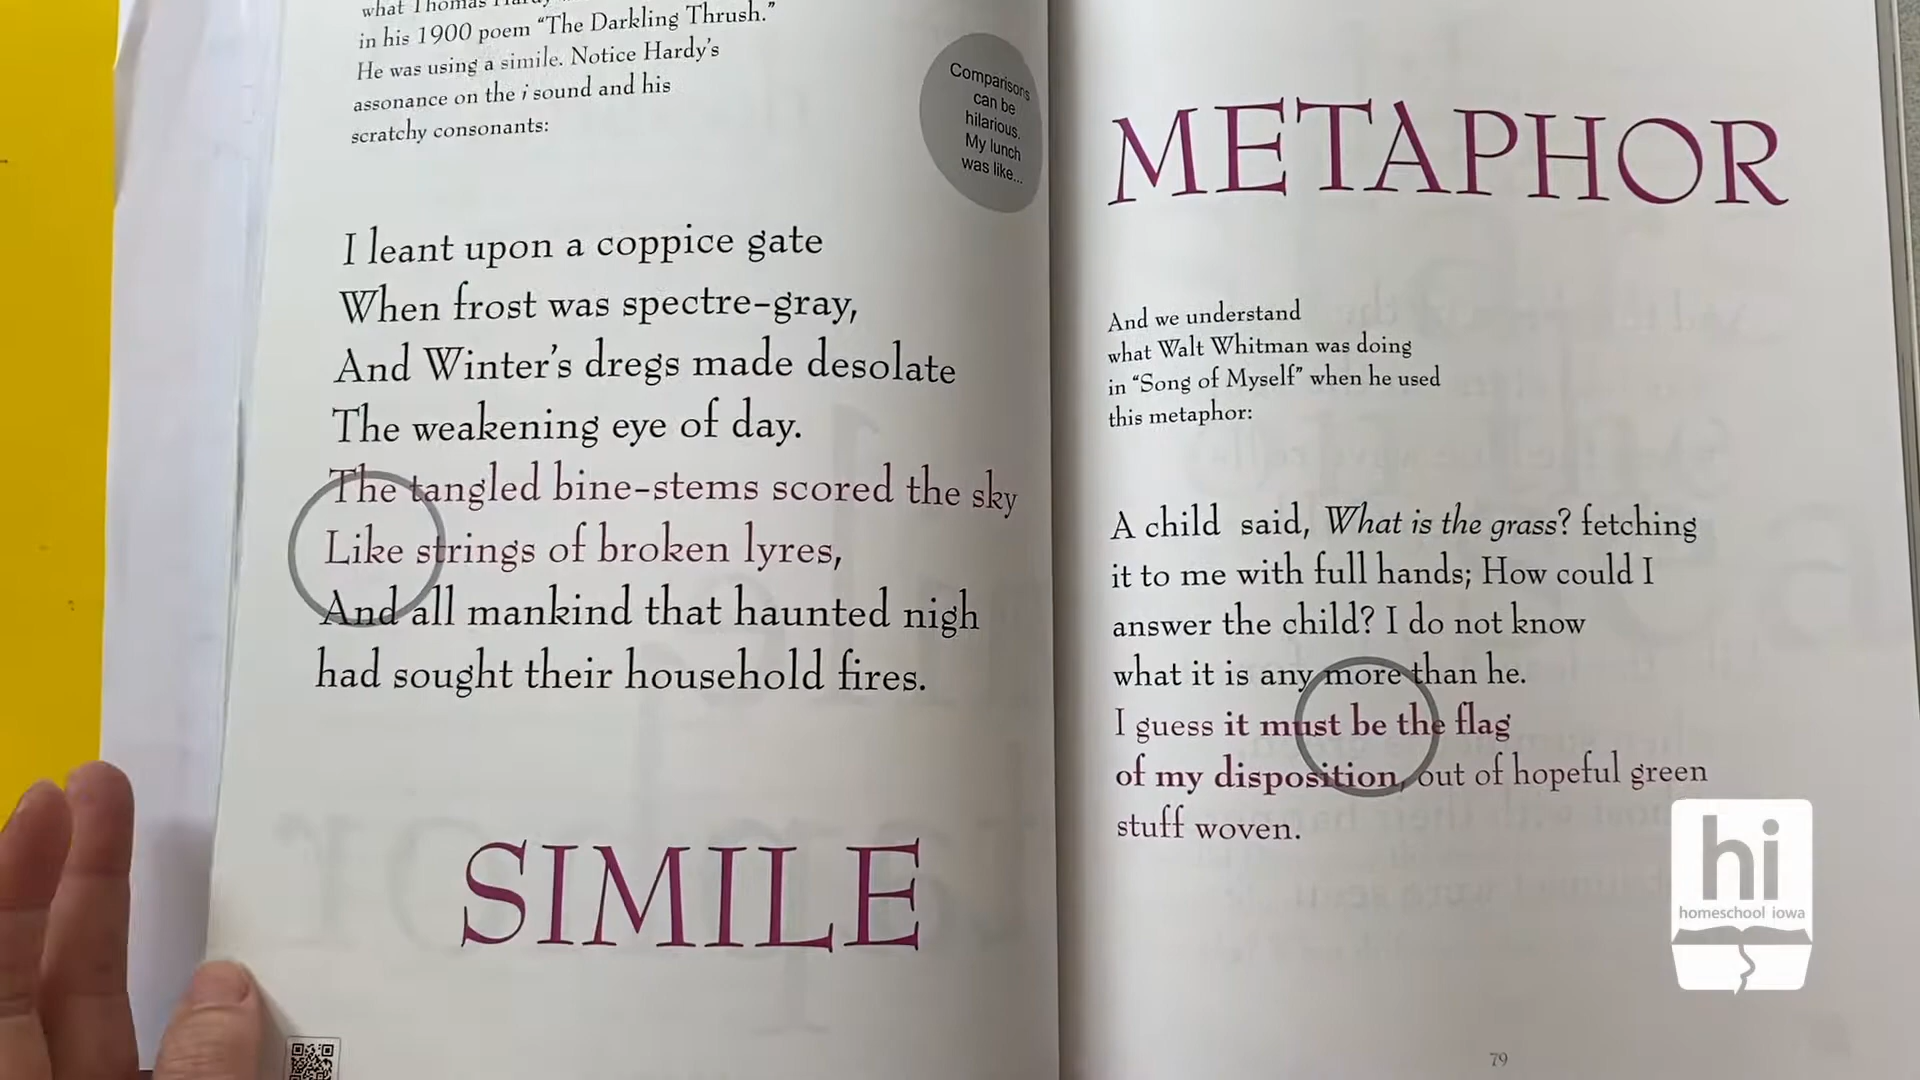 what Thomas Hardy
in his 1900 poem “The Darkling Thrush.”
He was using a simile. Notice Hardy’s
assonance on the i sound and his
scratchy consonants:
Comparisons
can be
hilarious.
My lunch
was like...
I leant upon a coppice gate
When frost was spectre-gray,
And Winter’s dregs made desolate
The weakening eye of day.
The tangled bine-stems scored the sky
Like strings of broken lyres,
And all mankind that haunted nigh
had sought their household fires.
SIMILE
METAPHOR
And we understand
what Walt Whitman was doing
in “Song of Myself” when he used
this metaphor:
A child said, What is the grass? fetching
it to me with full hands; How could I
answer the child? I do not know
what it is any more than he.
I guess it must be the flag
of my disposition, out of hopeful green
stuff woven.
79
hi
homeschool iowa